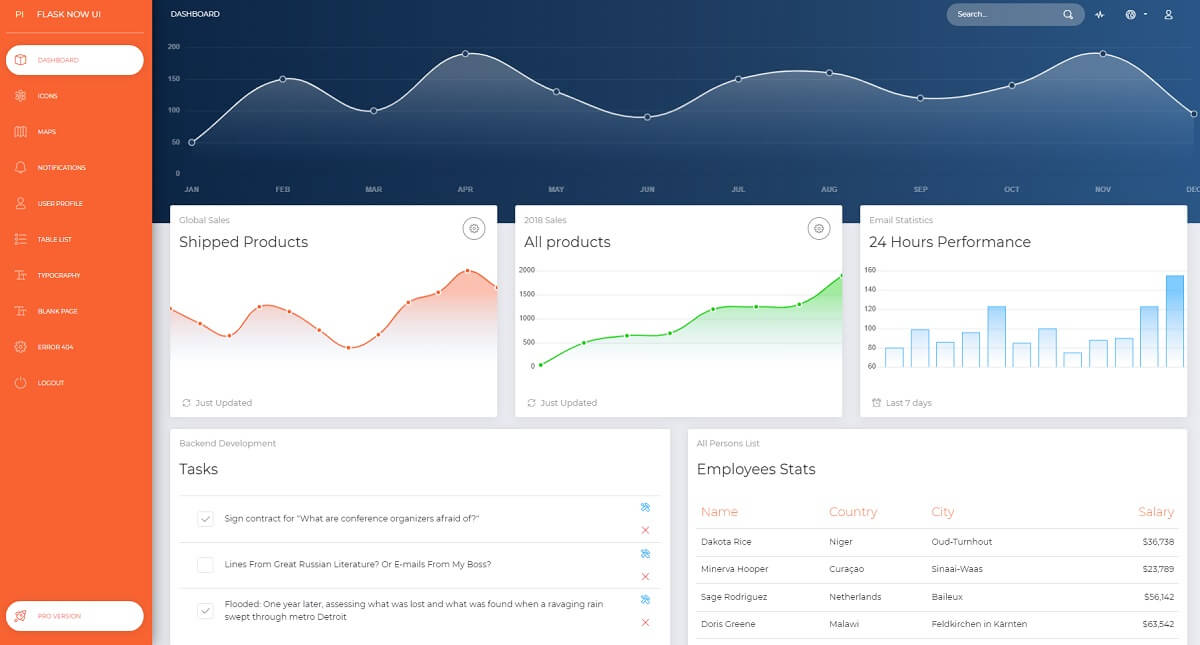 PI FLASK NOW UI
DASHBOARD
ICONS
MAPS
NOTIFICATIONS
USER PROFILE
TABLE LIST
TYPOGRAPHY
BLANK PAGE
ERROR 404
LOGOUT
PRO VERSION
DASHBOARD
Search...
200
150
100
50
0
JAN FEB MAR APR MAY JUN JUL AUG SEP OCT NOV DEC
Global Sales
Shipped Products
Just Updated
2018 Sales
All products
2000
1500
1000
500
0
Just Updated
Email Statistics
24 Hours Performance
160
140
120
100
80
60
Last 7 days
Backend Development
Tasks
Sign contract for "What are conference organizers afraid of?"
Lines From Great Russian Literature? Or E-mails From My Boss?
Flooded: One year later, assessing what was lost and what was found when a ravaging rain
swept through metro Detroit
All Persons List
Employees Stats
Name Country City Salary
Dakota Rice Niger Oud-Turnhout $36,738
Minerva Hooper Curaçao Sinaai-Waas $23,789
Sage Rodriguez Netherlands Baileux $56,142
Doris Greene Malawi Feldkirchen in Kärnten $63,542